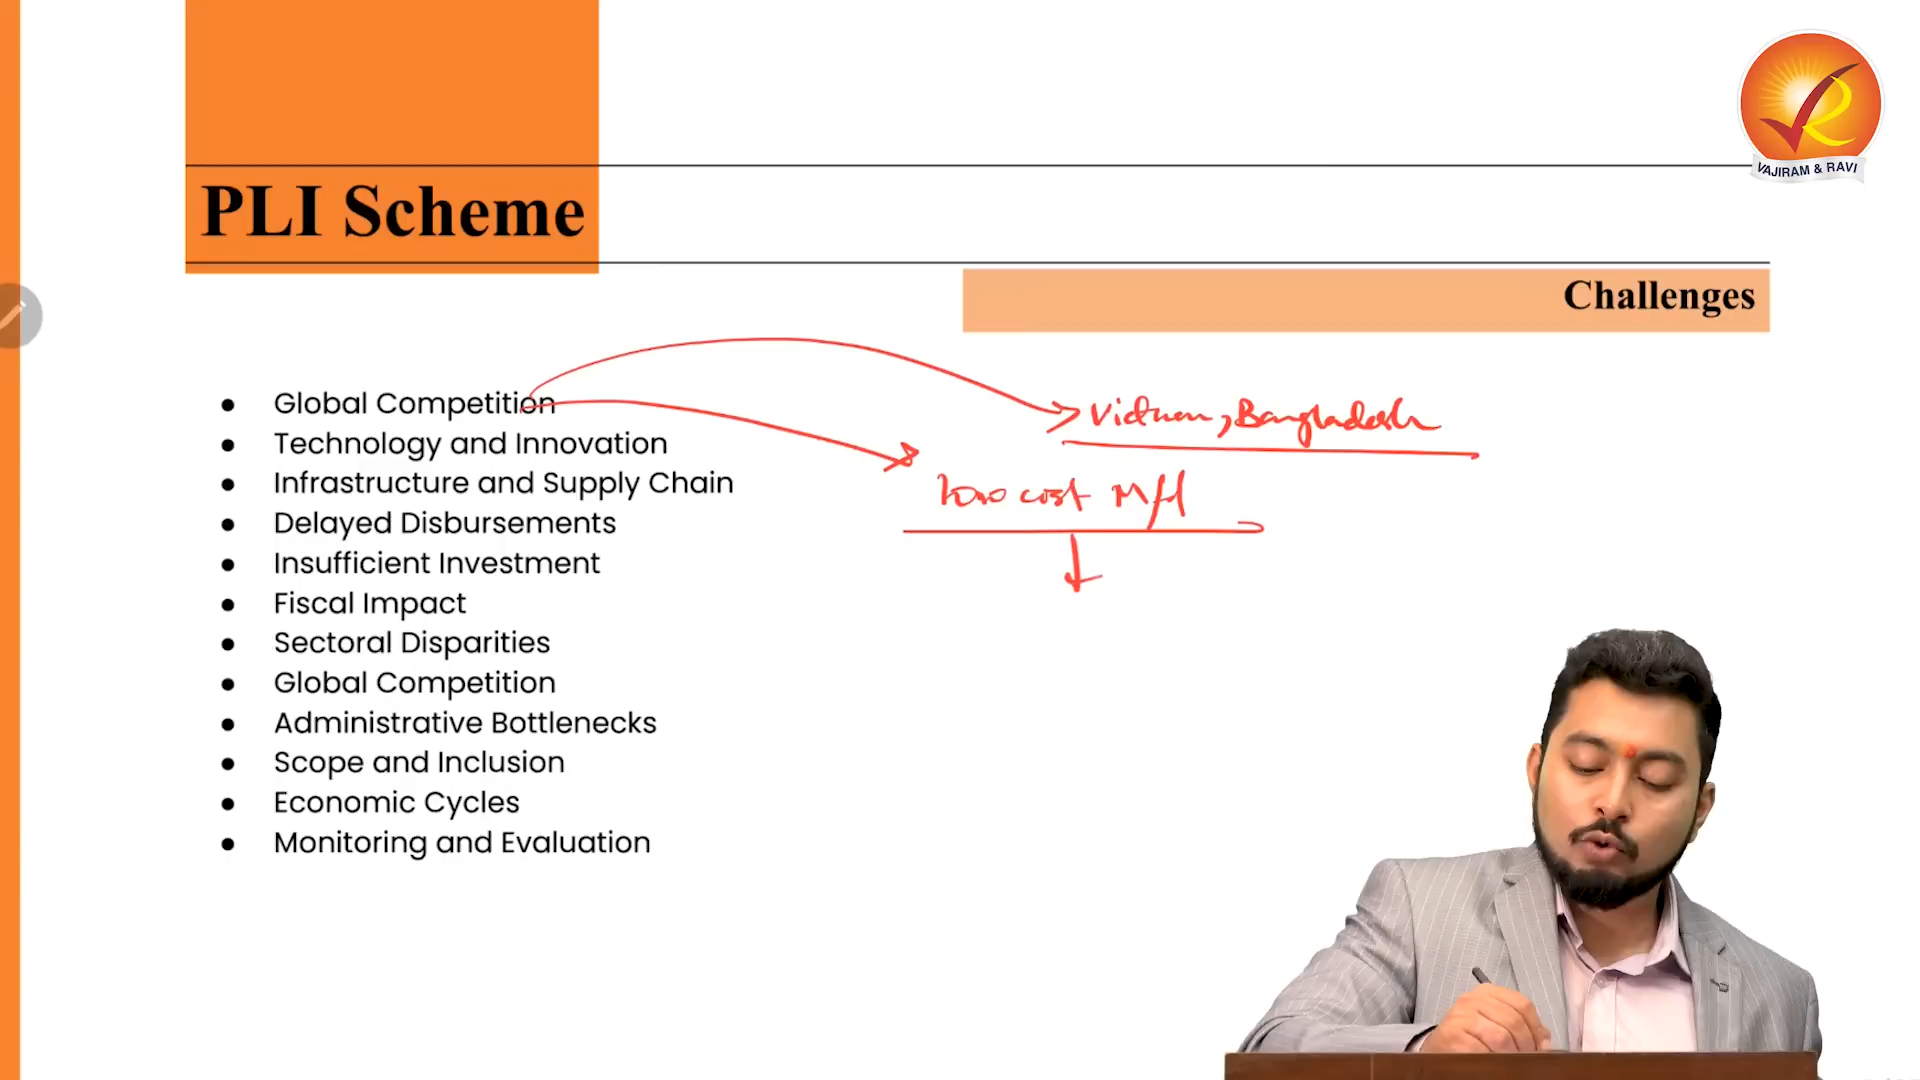 VAJIRAM & RAVI
PLI Scheme
Challenges
● Global Competition
● Technology and Innovation
● Infrastructure and Supply Chain
● Delayed Disbursements
● Insufficient Investment
● Fiscal Impact
● Sectoral Disparities
● Global Competition
● Administrative Bottlenecks
● Scope and Inclusion
● Economic Cycles
● Monitoring and Evaluation
Vietnam, Bangladesh
low cost Mfd